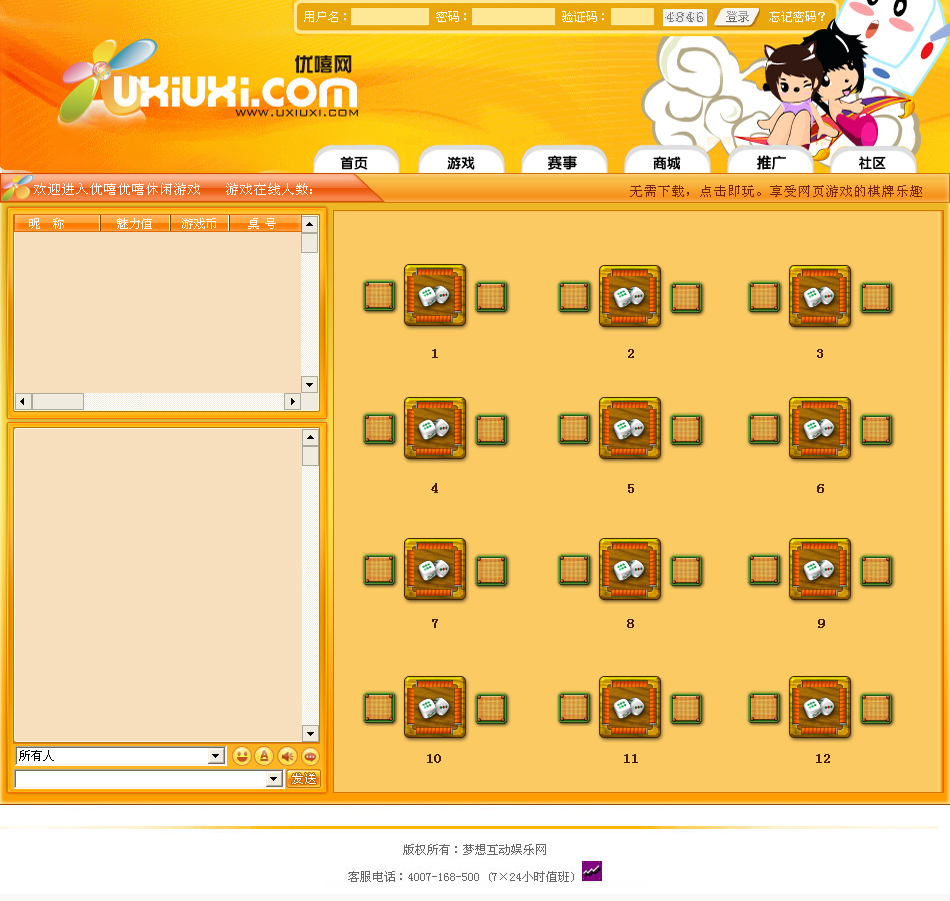 用户名： 密码： 验证码： 4846 登录 忘记密码?
优嘻网
UXIUXI.COM
WWW.UXIUXI.COM
首页 游戏 赛事 商城 推广 社区
欢迎进入优嘻优嘻休闲游戏 游戏在线人数:
无需下载，点击即玩。享受网页游戏的棋牌乐趣
昵 称 魅力值 游戏币 桌 号
1 2 3
4 5 6
7 8 9
10 11 12
所有人
发送
版权所有：梦想互动娱乐网
客服电话：4007-168-500 (7×24小时值班)